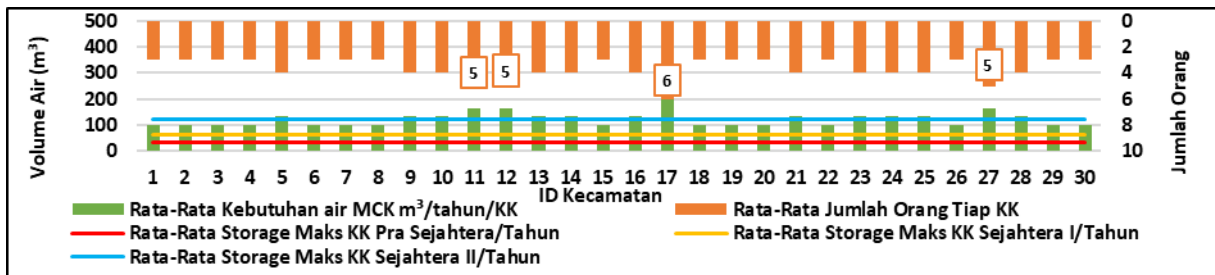 Volume Air (m³)
500
400
300
200
100
0
0
2
4
6
8
10
Jumlah Orang
5
5
6
5
1 2 3 4 5 6 7 8 9 10 11 12 13 14 15 16 17 18 19 20 21 22 23 24 25 26 27 28 29 30
ID Kecamatan
Rata-Rata Kebutuhan air MCK m³/tahun/KK
Rata-Rata Jumlah Orang Tiap KK
Rata-Rata Storage Maks KK Pra Sejahtera/Tahun
Rata-Rata Storage Maks KK Sejahtera I/Tahun
Rata-Rata Storage Maks KK Sejahtera II/Tahun